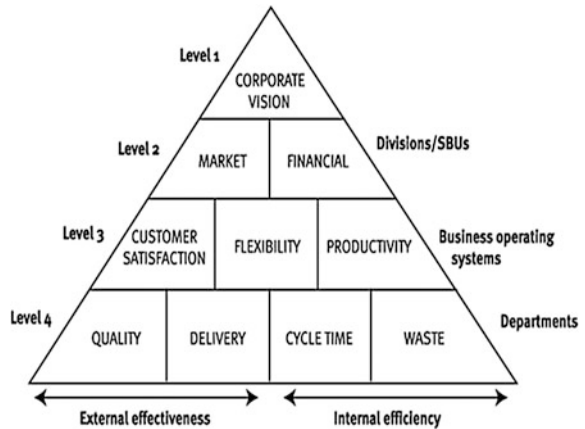 Level 1
CORPORATE
VISION
Level 2
MARKET
FINANCIAL
Divisions/SBUs
Level 3
CUSTOMER
SATISFACTION
FLEXIBILITY
PRODUCTIVITY
Business operating
systems
Level 4
QUALITY
DELIVERY
CYCLE TIME
WASTE
Departments
External effectiveness
Internal efficiency